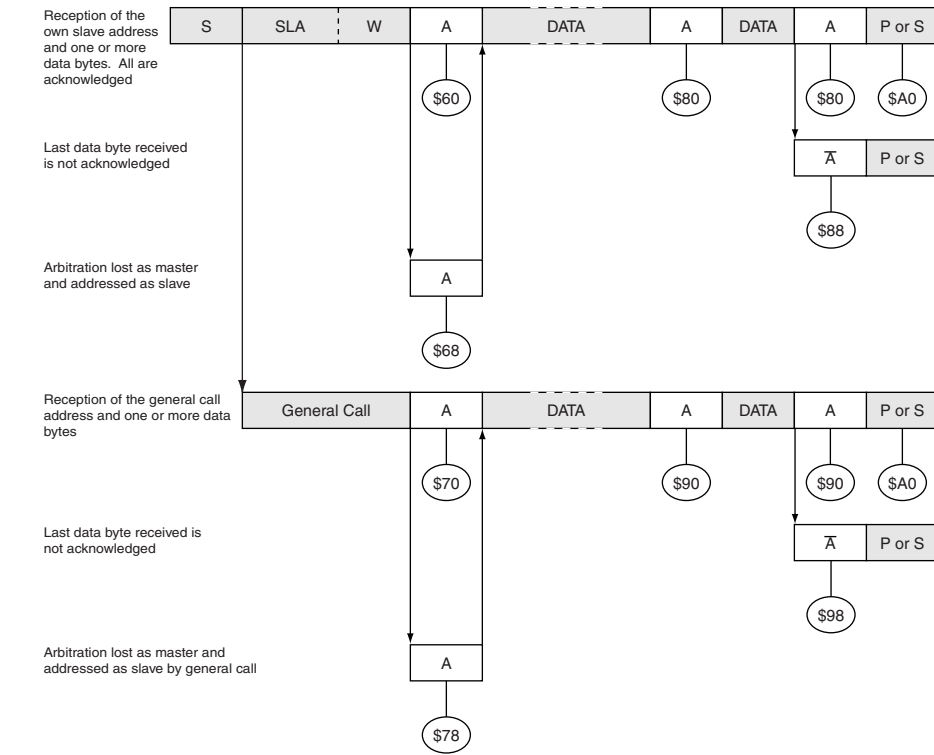 Reception of the
own slave address
and one or more
data bytes. All are
acknowledged
S SLA W A DATA A DATA A P or S
$60 $80 $80 $A0
Last data byte received
is not acknowledged
A̅ P or S
$88
Arbitration lost as master
and addressed as slave
A
$68
Reception of the general call
address and one or more data
bytes
General Call A DATA A DATA A P or S
$70 $90 $90 $A0
Last data byte received is
not acknowledged
A̅ P or S
$98
Arbitration lost as master and
addressed as slave by general call
A
$78